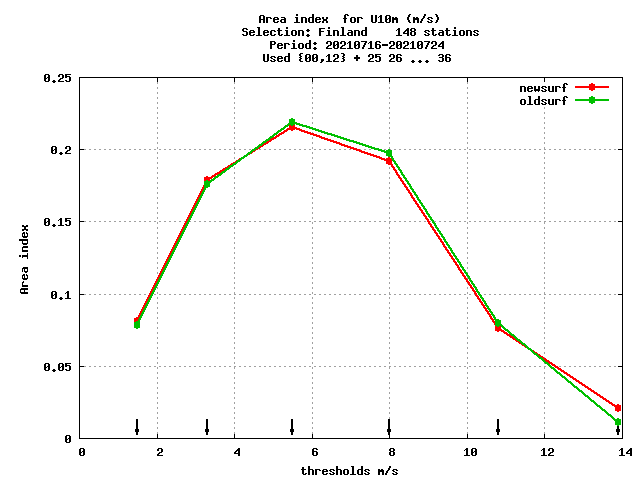 Area index  for U10m (m/s)
Selection: Finland    148 stations
Period: 20210716-20210724
Used {00,12} + 25 26 ... 36
0.25
newsurf
oldsurf
0.2
0.15
Area index
0.1
0.05
0
0 2 4 6 8 10 12 14
thresholds m/s